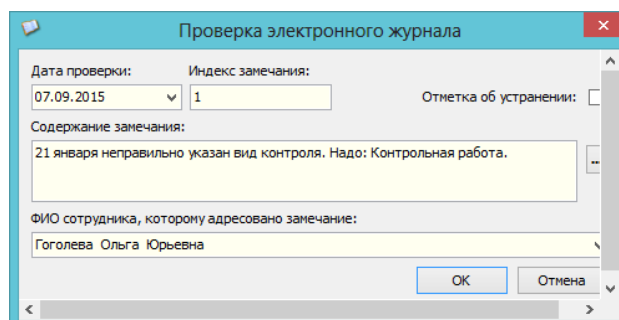 Проверка электронного журнала
Дата проверки: Индекс замечания:
07.09.2015 1 Отметка об устранении:
Содержание замечания:
21 января неправильно указан вид контроля. Надо: Контрольная работа.
...
ФИО сотрудника, которому адресовано замечание:
Гоголева Ольга Юрьевна
OK Отмена